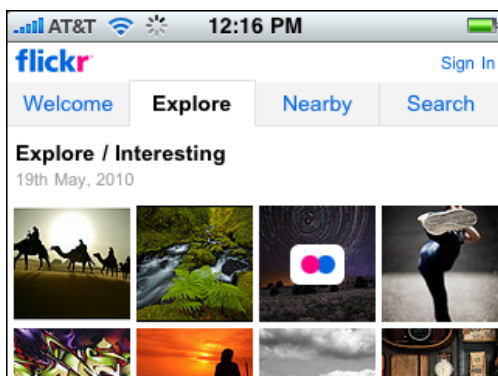 AT&T 12:16 PM
flickr Sign In
Welcome Explore Nearby Search
Explore / Interesting
19th May, 2010